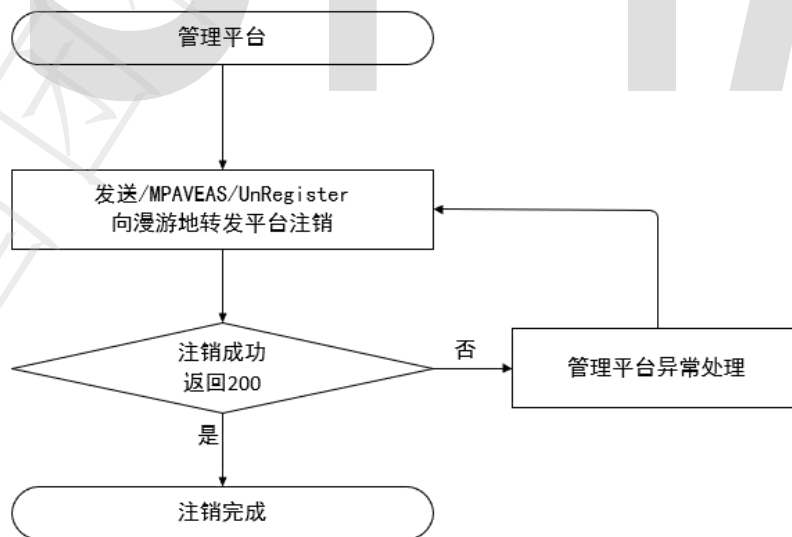 管理平台
发送/MPAVEAS/UnRegister
向漫游地转发平台注销
注销成功
返回200
否
管理平台异常处理
是
注销完成